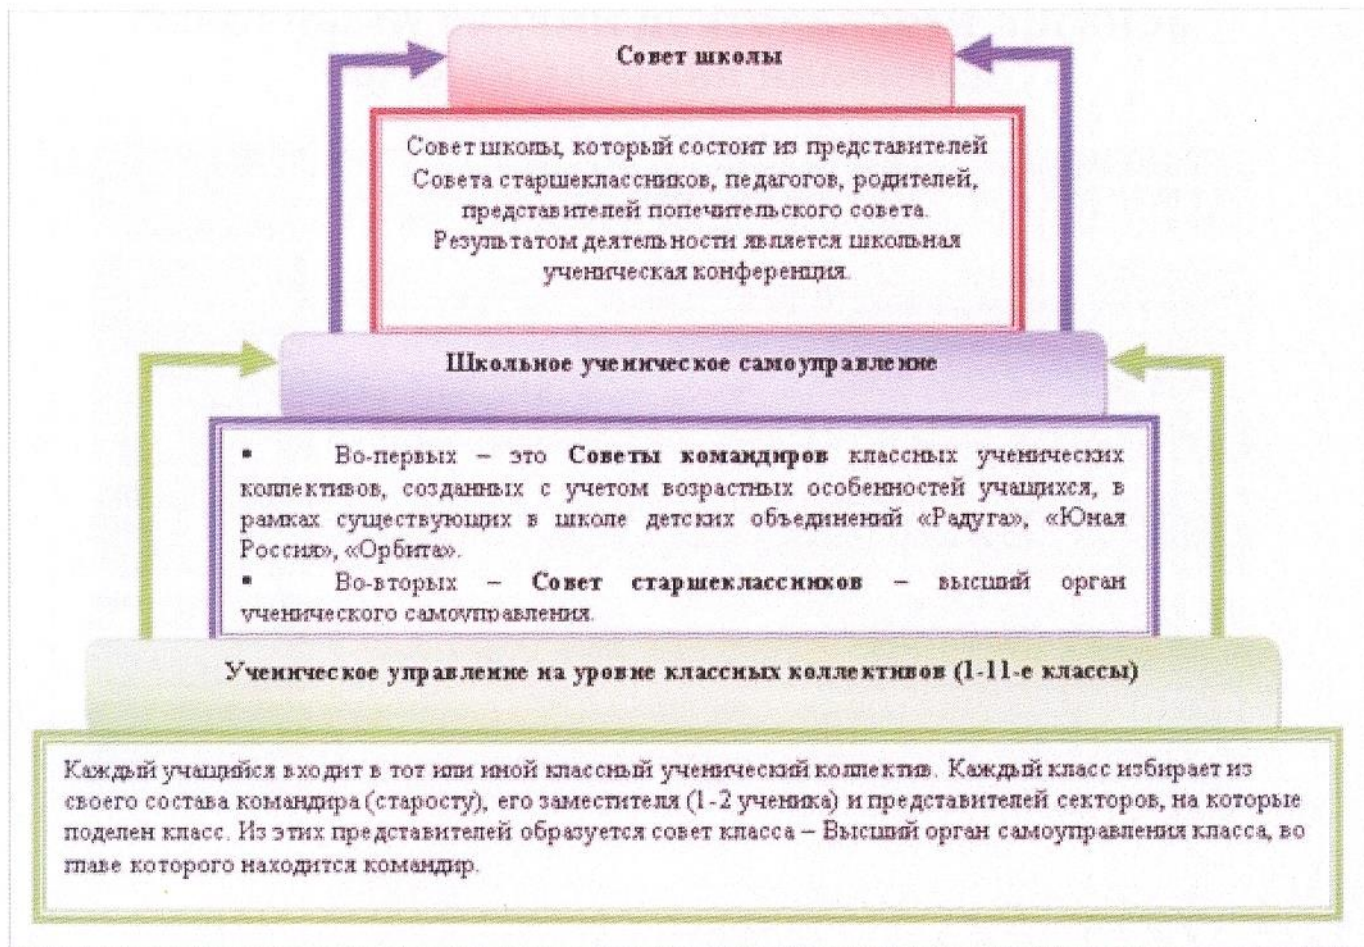 Совет школы
Совет школы, который состоит из представителей
Совета старшеклассников, педагогов, родителей,
представителей попечительского совета.
Результатом деятельности является школьная
ученическая конференция.
Школьное ученическое самоуправление
▪ Во-первых – это Советы командиров классных ученических
коллективов, созданных с учетом возрастных особенностей учащихся, в
рамках существующих в школе детских объединений «Радуга», «Юная
Россия», «Орбита».
▪ Во-вторых – Совет старшеклассников – высший орган
ученического самоуправления.
Ученическое управление на уровне классных коллективов (1-11-е классы)
Каждый учащийся входит в тот или иной классный ученический коллектив. Каждый класс избирает из
своего состава командира (старосту), его заместителя (1-2 ученика) и представителей секторов, на которые
поделен класс. Из этих представителей образуется совет класса – Высший орган самоуправления класса, во
главе которого находится командир.